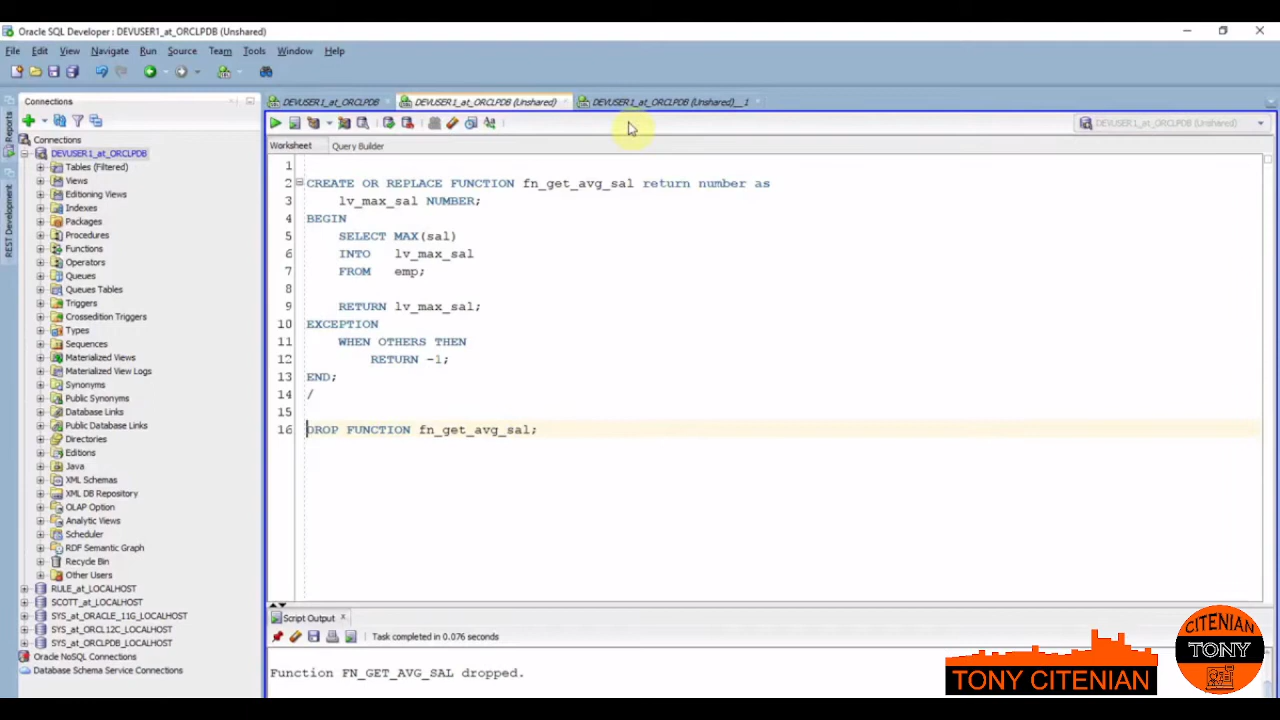 Oracle SQL Developer : DEVUSER1_at_ORCLPDB (Unshared)
File Edit View Navigate Run Source Team Tools Window Help
Connections
DEVUSER1_at_ORCLPDB
DEVUSER1_at_ORCLPDB (Unshared)
DEVUSER1_at_ORCLPDB (Unshared)__1
Reports
REST Development
Connections
DEVUSER1_at_ORCLPDB
Tables (Filtered)
Views
Editioning Views
Indexes
Packages
Procedures
Functions
Operators
Queues
Queues Tables
Triggers
Crossedition Triggers
Types
Sequences
Materialized Views
Materialized View Logs
Synonyms
Public Synonyms
Database Links
Public Database Links
Directories
Editions
Java
XML Schemas
XML DB Repository
OLAP Option
Analytic Views
Scheduler
RDF Semantic Graph
Recycle Bin
Other Users
RULE_at_LOCALHOST
SCOTT_at_LOCALHOST
SYS_at_ORACLE_11G_LOCALHOST
SYS_at_ORCL12C_LOCALHOST
SYS_at_ORCLPDB_LOCALHOST
Oracle NoSQL Connections
Database Schema Service Connections
DEVUSER1_at_ORCLPDB (Unshared)
Worksheet Query Builder
1
2 CREATE OR REPLACE FUNCTION fn_get_avg_sal return number as
3 lv_max_sal NUMBER;
4 BEGIN
5 SELECT MAX(sal)
6 INTO lv_max_sal
7 FROM emp;
8
9 RETURN lv_max_sal;
10 EXCEPTION
11 WHEN OTHERS THEN
12 RETURN -1;
13 END;
14 /
15
16 DROP FUNCTION fn_get_avg_sal;
Script Output
Task completed in 0.076 seconds
Function FN_GET_AVG_SAL dropped.
TONY CITENIAN
CITENIAN
TONY